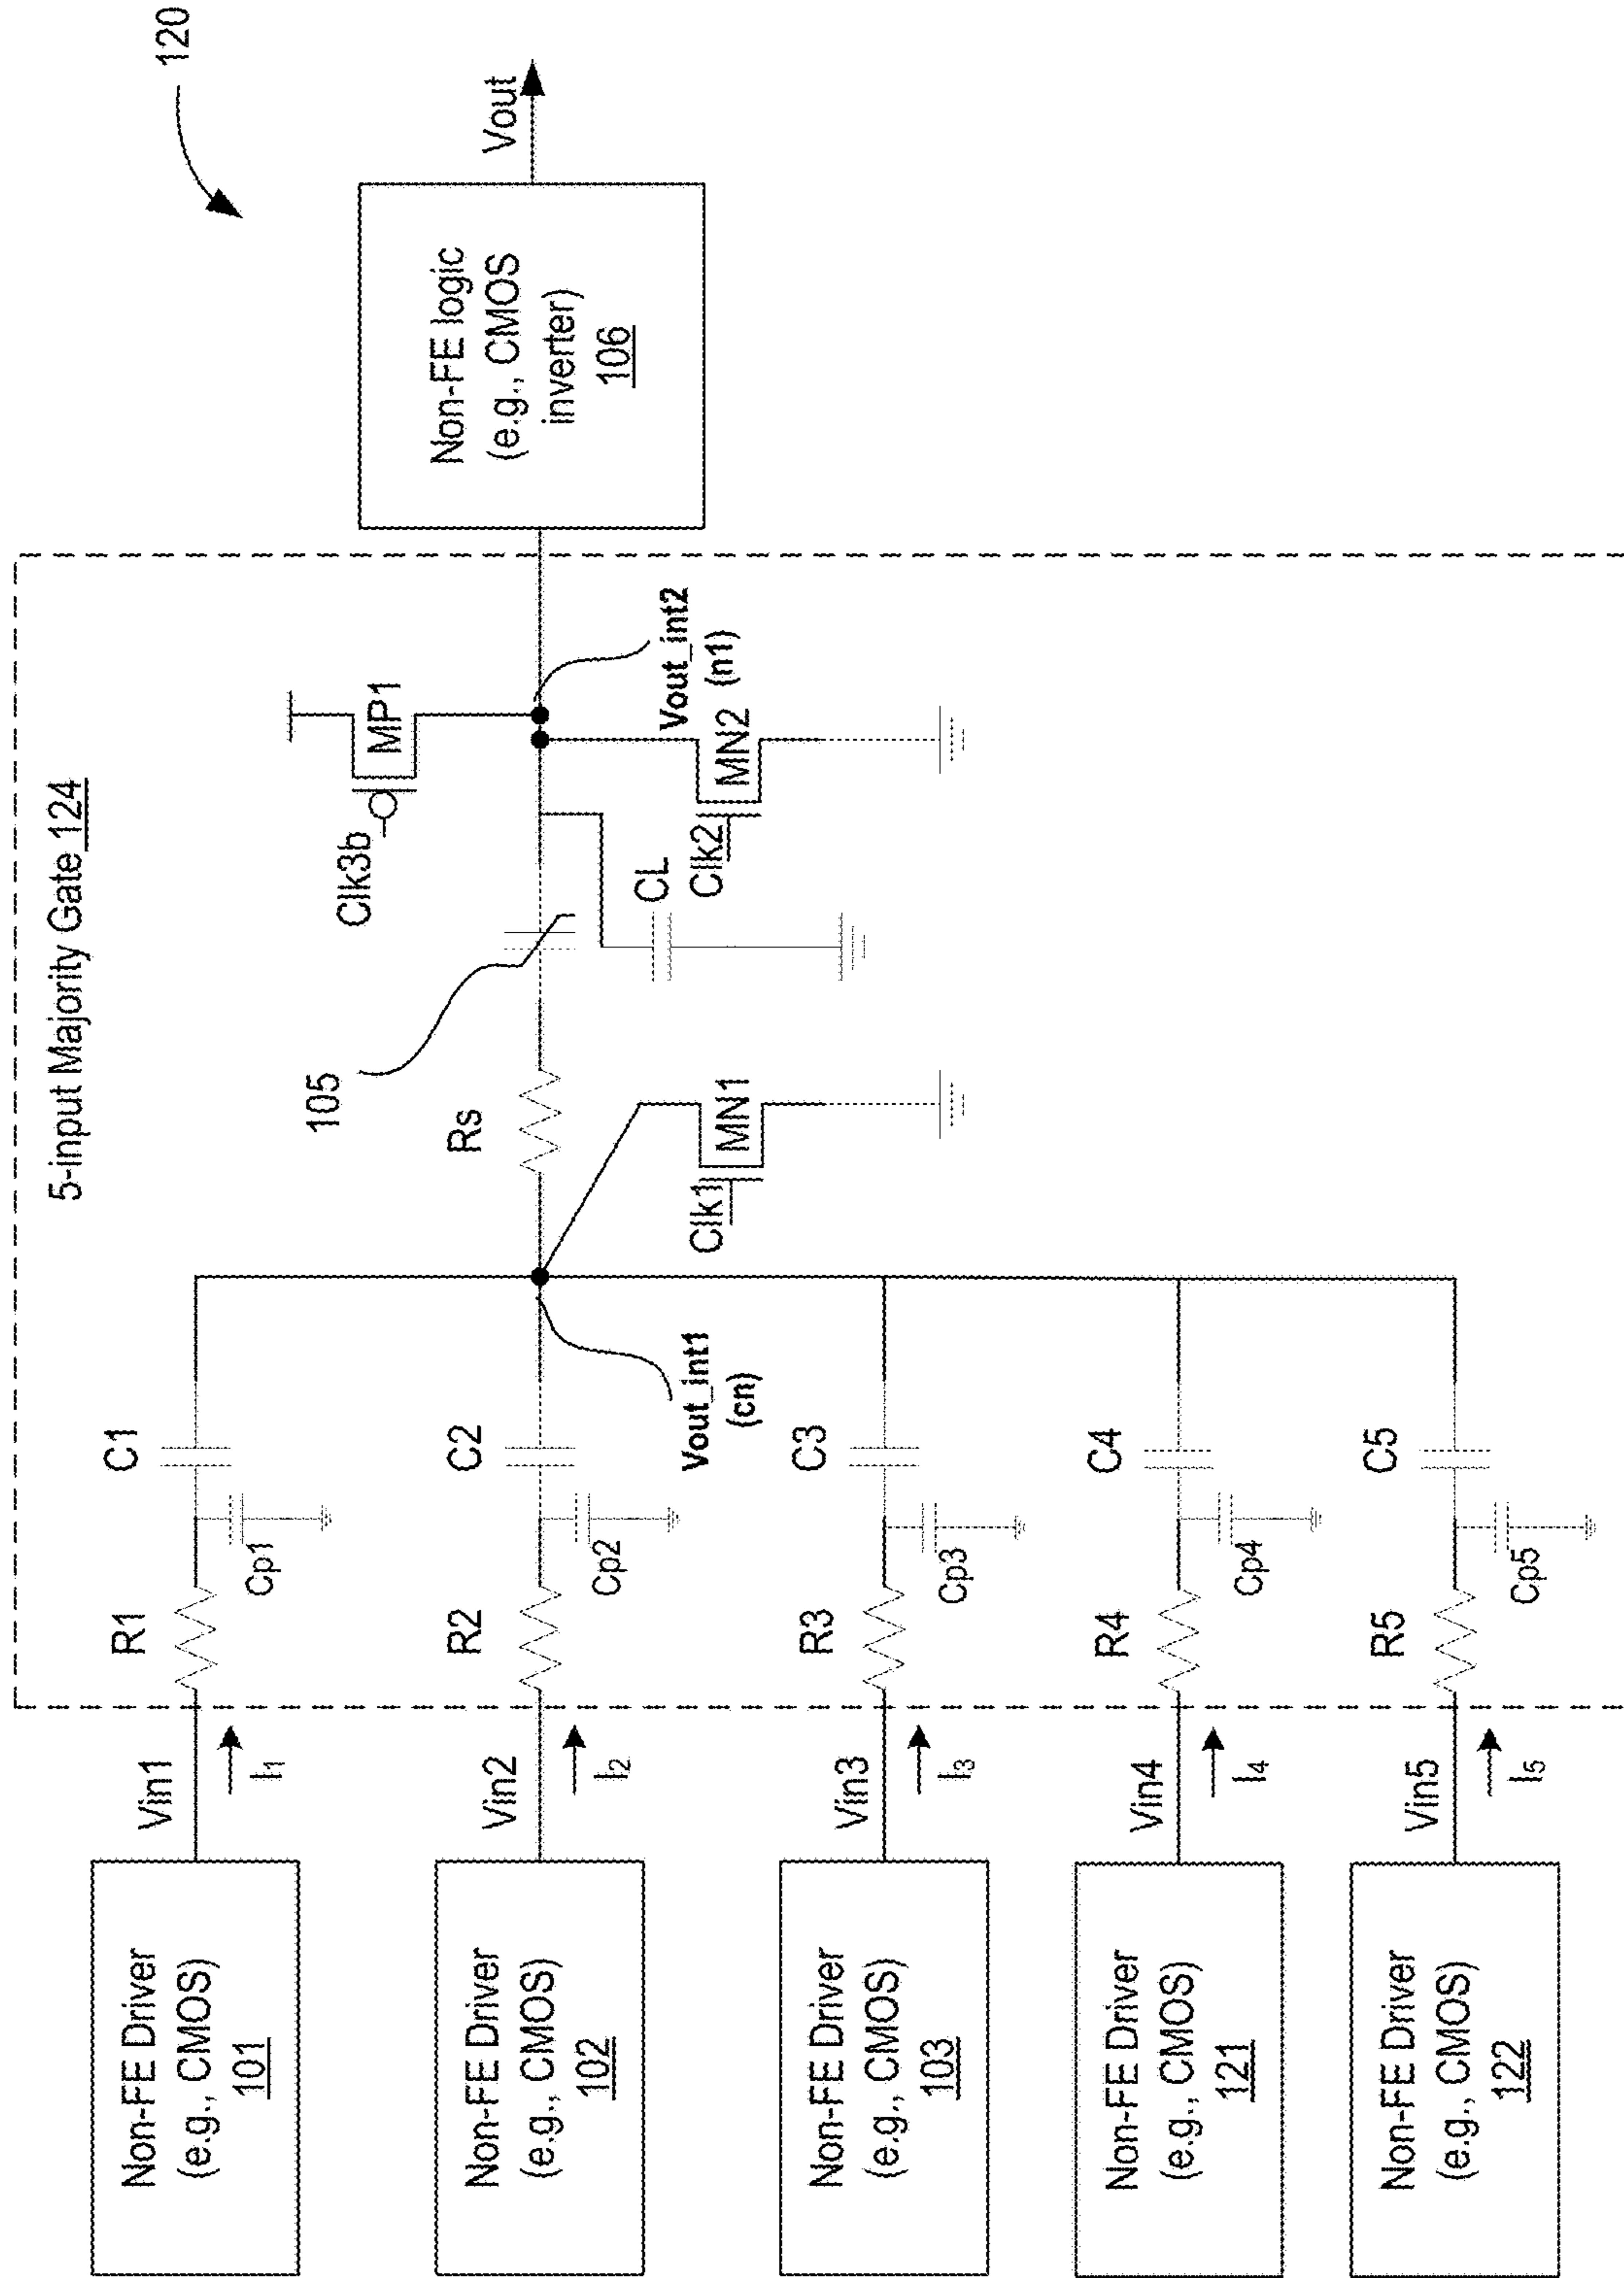 120
5-input Majority Gate 124
Non-FE Driver
(e.g., CMOS)
101
Vin1
I1
R1
Cp1
C1
Non-FE Driver
(e.g., CMOS)
102
Vin2
I2
R2
Cp2
C2
Vout_int1
(cn)
Rs
105
Clk1
MN1
CL
Clk3b
MP1
Clk2
MN2
Vout_int2
(n1)
Non-FE logic
(e.g., CMOS
inverter)
106
Vout
Non-FE Driver
(e.g., CMOS)
103
Vin3
I3
R3
Cp3
C3
Non-FE Driver
(e.g., CMOS)
121
Vin4
I4
R4
Cp4
C4
Non-FE Driver
(e.g., CMOS)
122
Vin5
I5
R5
Cp5
C5